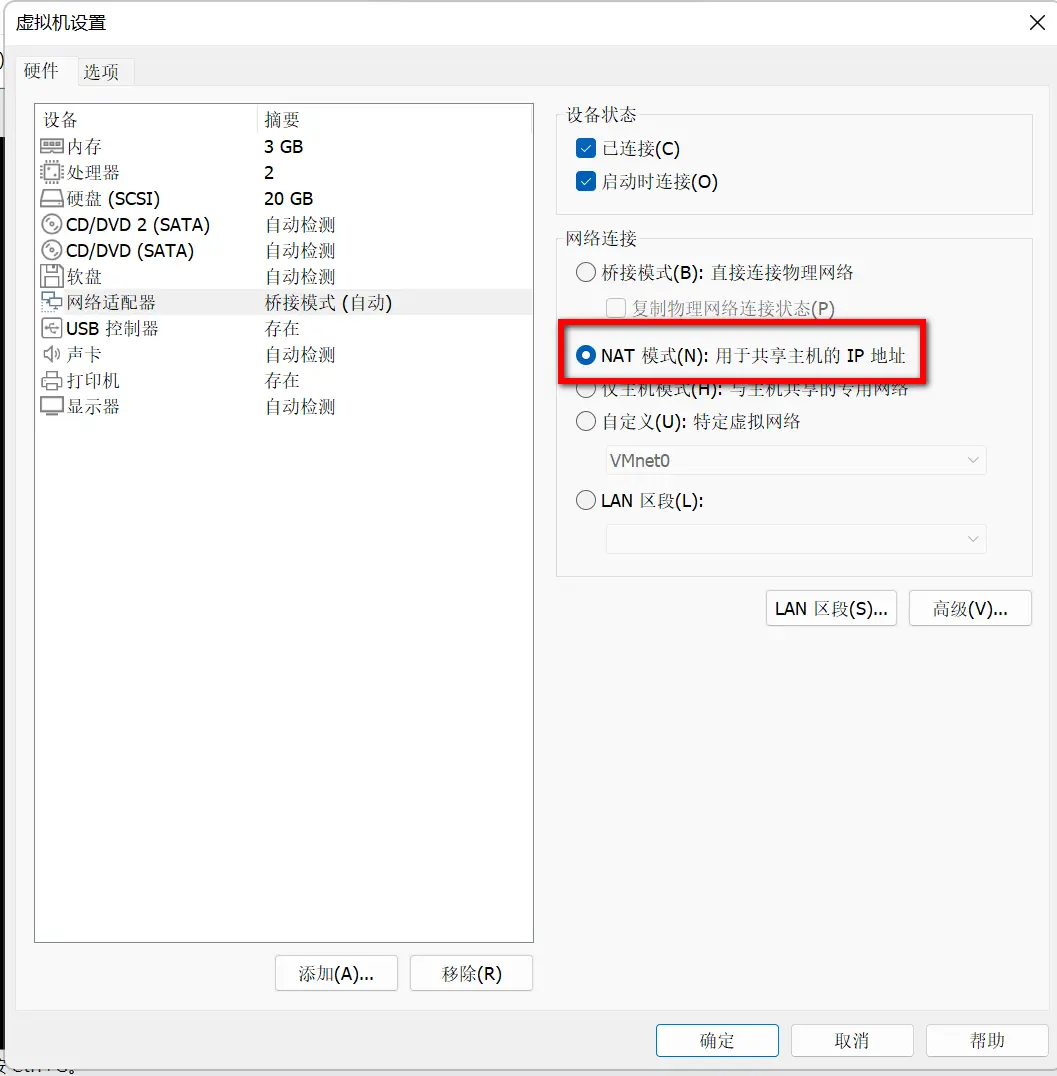 虚拟机设置
硬件 选项
设备 摘要
内存 3 GB
处理器 2
硬盘 (SCSI) 20 GB
CD/DVD 2 (SATA) 自动检测
CD/DVD (SATA) 自动检测
软盘 自动检测
网络适配器 桥接模式 (自动)
USB 控制器 存在
声卡 自动检测
打印机 存在
显示器 自动检测
添加(A)... 移除(R)
设备状态
已连接(C)
启动时连接(O)
网络连接
桥接模式(B): 直接连接物理网络
复制物理网络连接状态(P)
NAT 模式(N): 用于共享主机的 IP 地址
仅主机模式(H): 与主机共享的专用网络
自定义(U): 特定虚拟网络
VMnet0
LAN 区段(L):
LAN 区段(S)... 高级(V)...
确定 取消 帮助